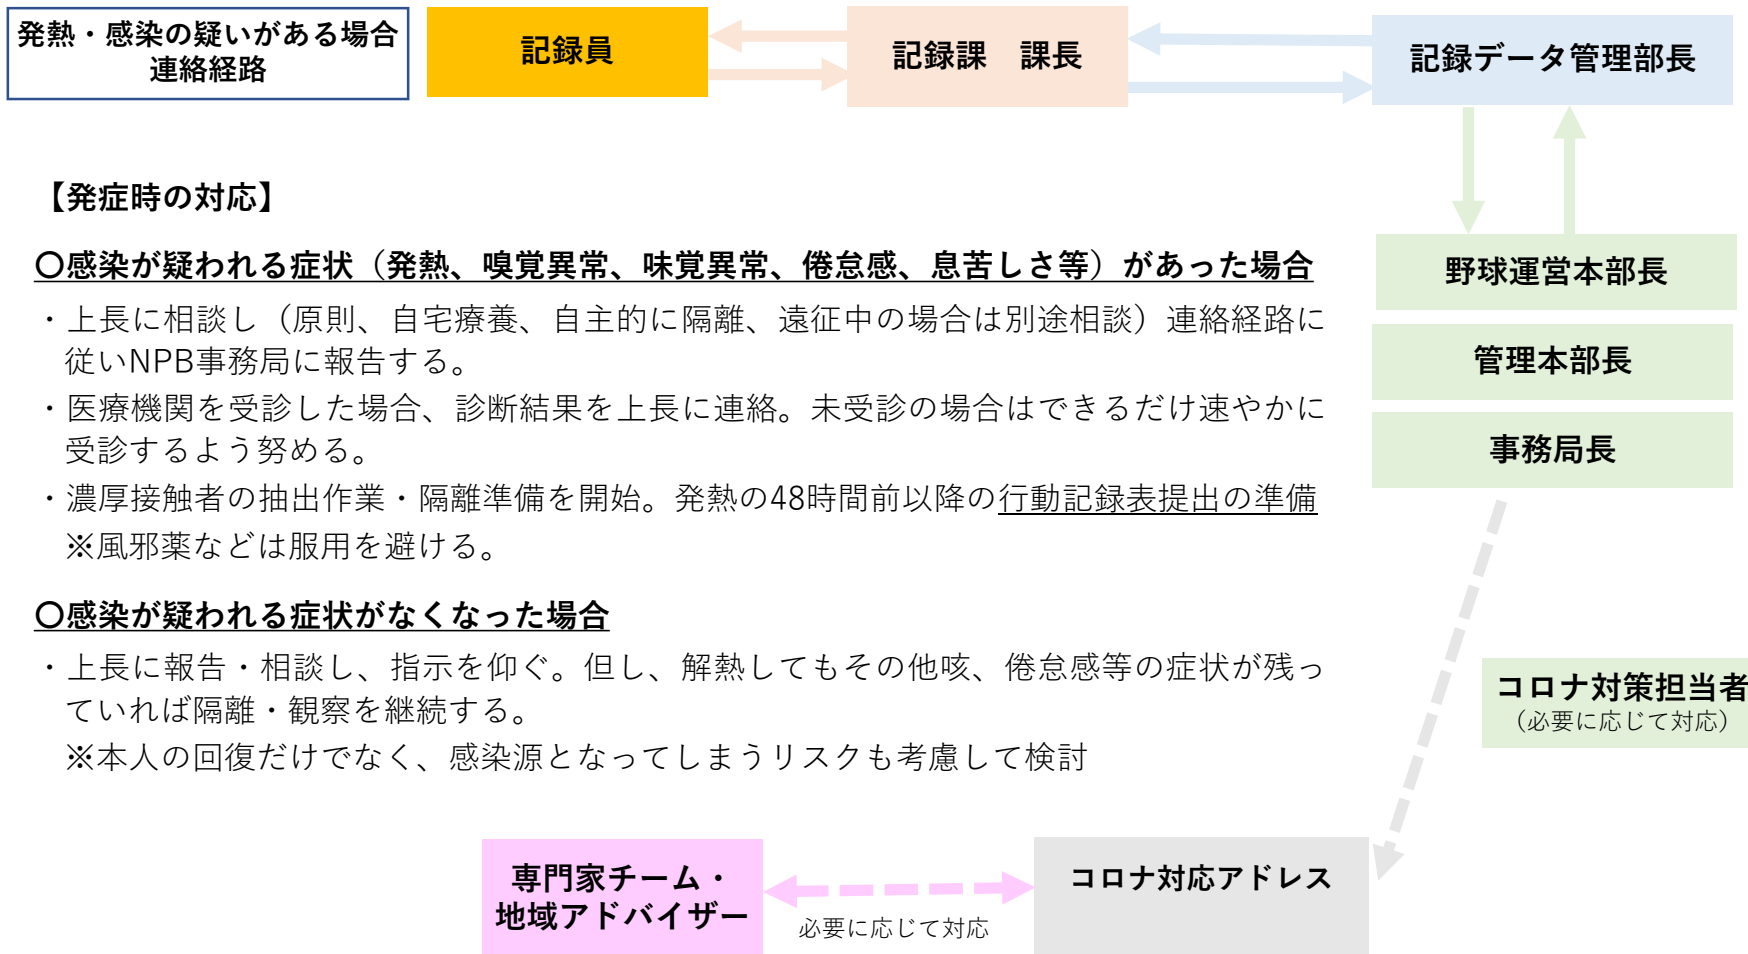 発熱・感染の疑いがある場合
連絡経路
記録員
記録課　課長
記録データ管理部長
【発症時の対応】
〇感染が疑われる症状（発熱、嗅覚異常、味覚異常、倦怠感、息苦しさ等）があった場合
・上長に相談し（原則、自宅療養、自主的に隔離、遠征中の場合は別途相談）連絡経路に
従いNPB事務局に報告する。
・医療機関を受診した場合、診断結果を上長に連絡。未受診の場合はできるだけ速やかに
受診するよう努める。
・濃厚接触者の抽出作業・隔離準備を開始。発熱の48時間前以降の行動記録表提出の準備
※風邪薬などは服用を避ける。
〇感染が疑われる症状がなくなった場合
・上長に報告・相談し、指示を仰ぐ。但し、解熱してもその他咳、倦怠感等の症状が残っ
ていれば隔離・観察を継続する。
※本人の回復だけでなく、感染源となってしまうリスクも考慮して検討
野球運営本部長
管理本部長
事務局長
コロナ対策担当者
（必要に応じて対応）
専門家チーム・
地域アドバイザー
必要に応じて対応
コロナ対応アドレス